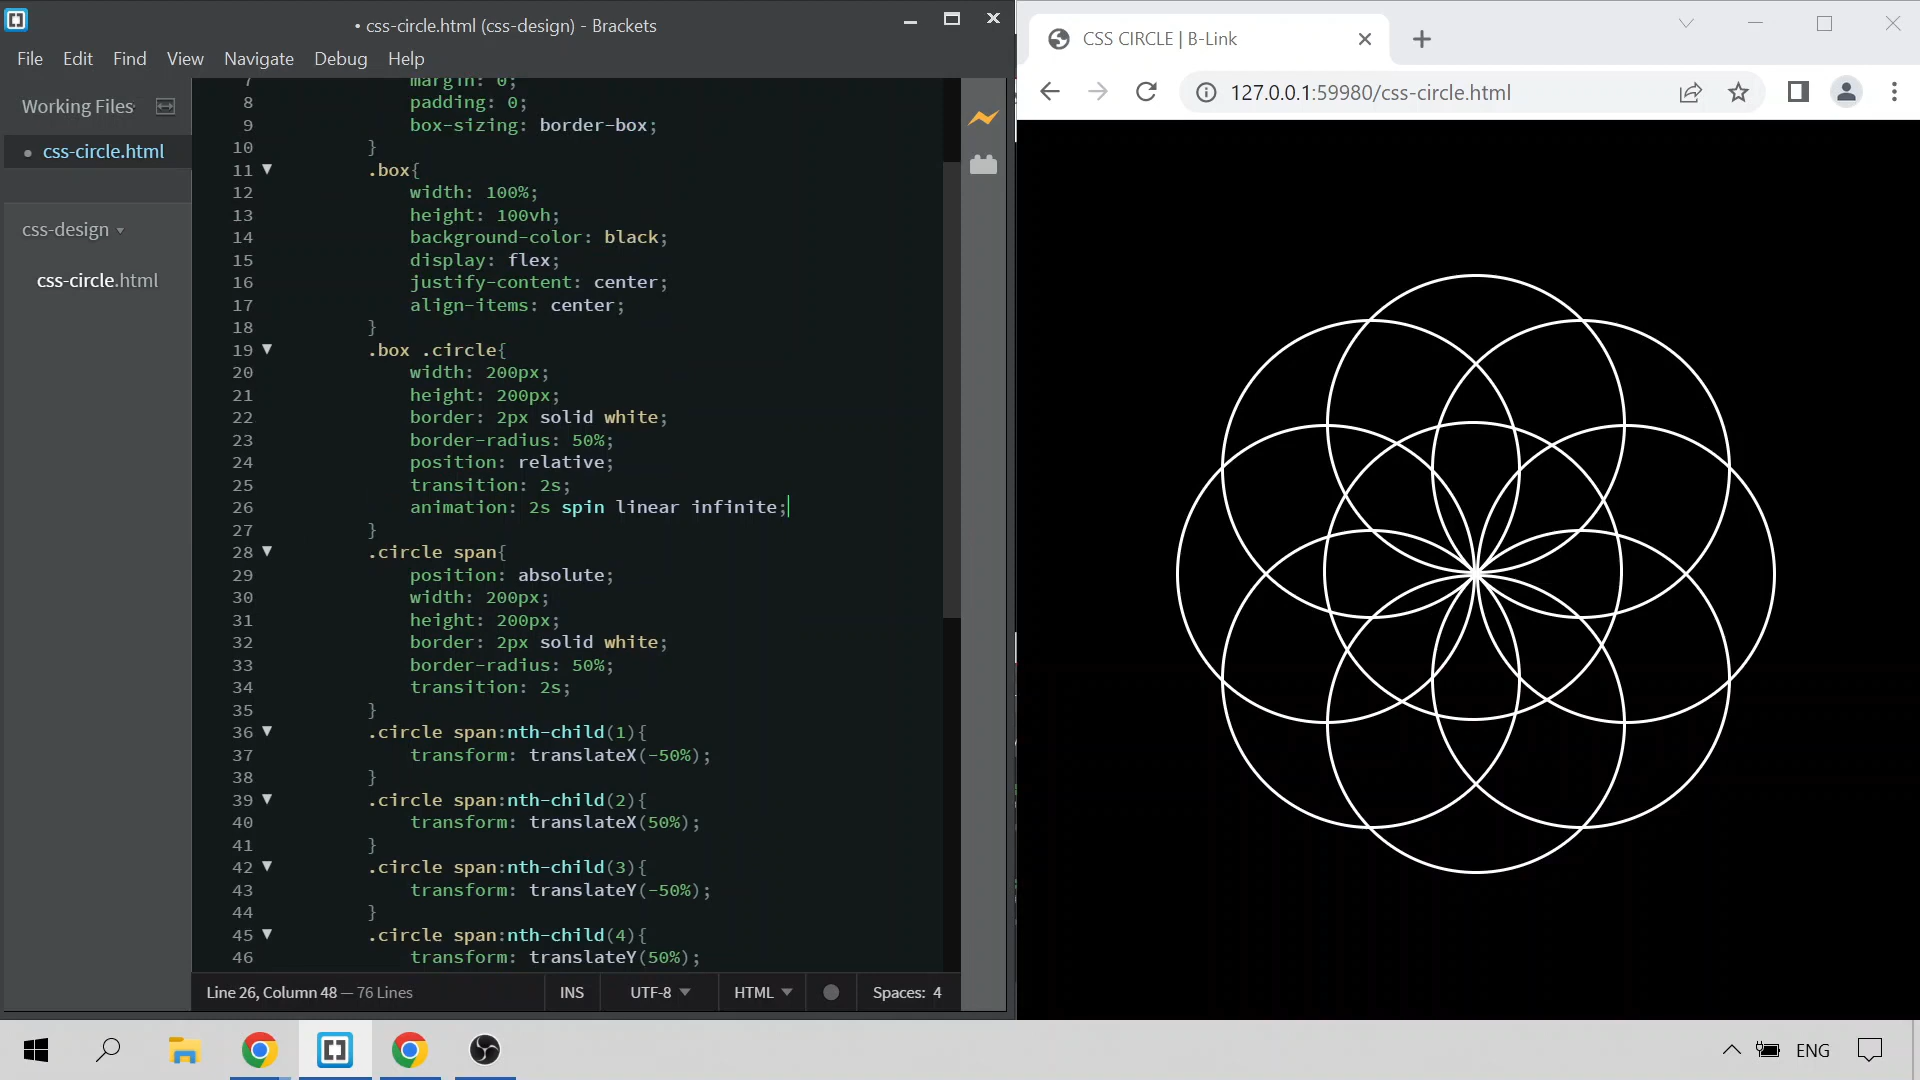 • css-circle.html (css-design) - Brackets
File Edit Find View Navigate Debug Help
Working Files
• css-circle.html
css-design
css-circle.html
7 margin: 0;
8 padding: 0;
9 box-sizing: border-box;
10 }
11 .box{
12 width: 100%;
13 height: 100vh;
14 background-color: black;
15 display: flex;
16 justify-content: center;
17 align-items: center;
18 }
19 .box .circle{
20 width: 200px;
21 height: 200px;
22 border: 2px solid white;
23 border-radius: 50%;
24 position: relative;
25 transition: 2s;
26 animation: 2s spin linear infinite;
27 }
28 .circle span{
29 position: absolute;
30 width: 200px;
31 height: 200px;
32 border: 2px solid white;
33 border-radius: 50%;
34 transition: 2s;
35 }
36 .circle span:nth-child(1){
37 transform: translateX(-50%);
38 }
39 .circle span:nth-child(2){
40 transform: translateX(50%);
41 }
42 .circle span:nth-child(3){
43 transform: translateY(-50%);
44 }
45 .circle span:nth-child(4){
46 transform: translateY(50%);
Line 26, Column 48 — 76 Lines
INS UTF-8 HTML Spaces: 4
CSS CIRCLE | B-Link
127.0.0.1:59980/css-circle.html
ENG